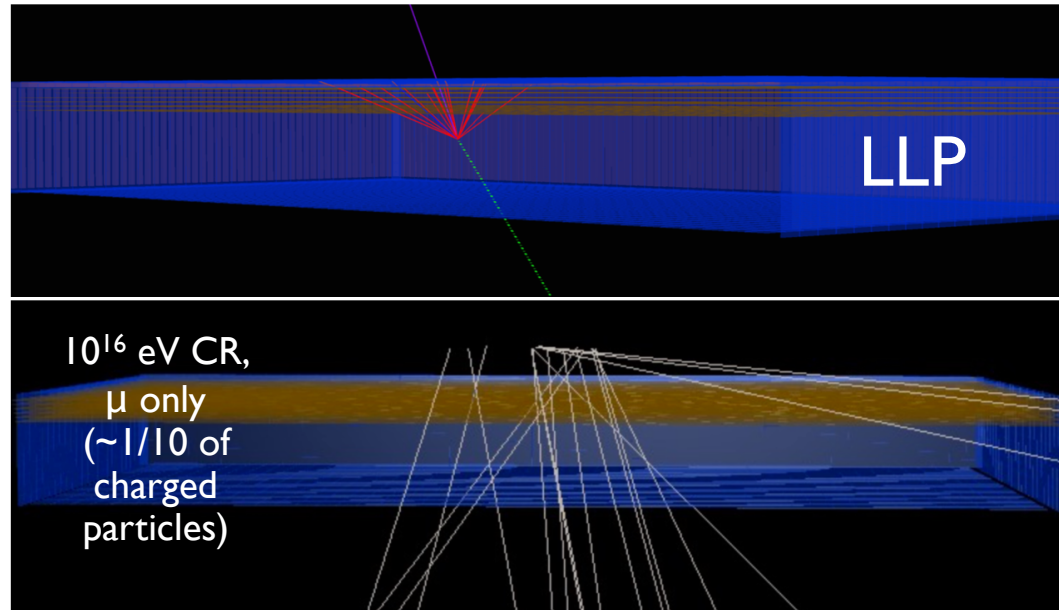 LLP
10¹⁶ eV CR,
μ only
(~1/10 of
charged
particles)